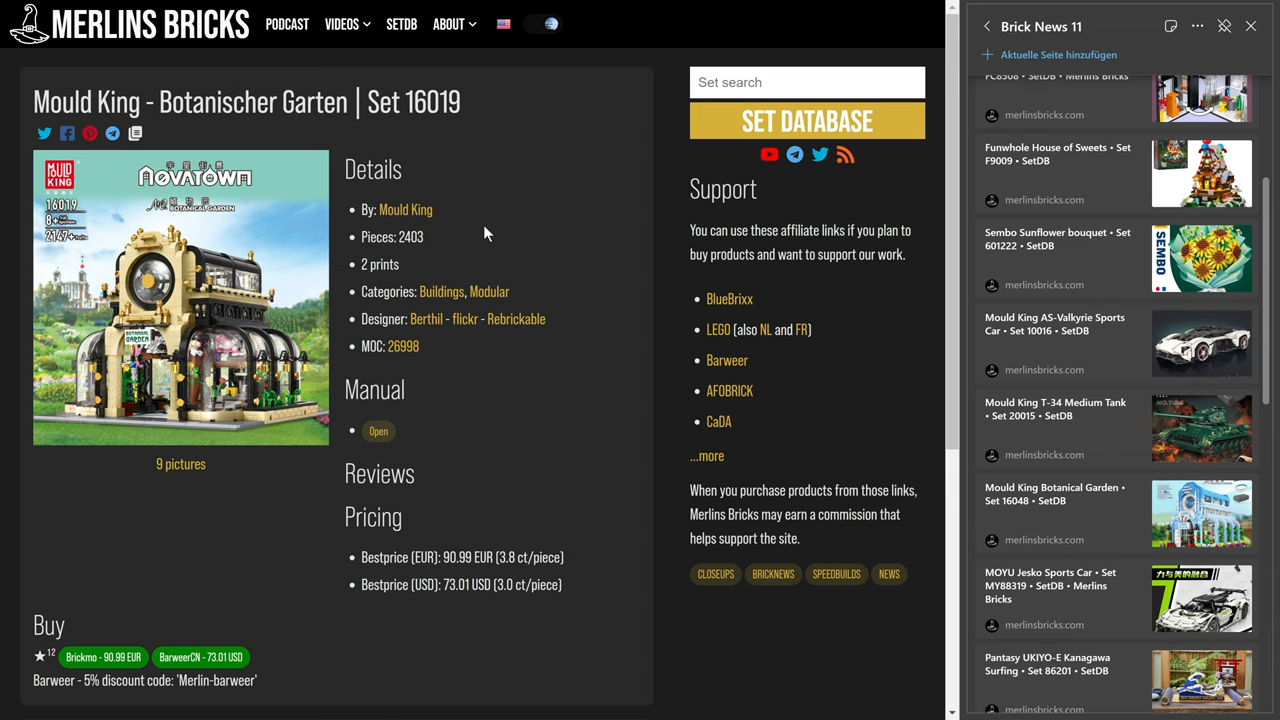 MERLINS BRICKS
PODCAST
VIDEOS
SETDB
ABOUT
Mould King - Botanischer Garten | Set 16019
MOULD KING
16019
8+
2167+
NOVATOWN
BOTANICAL GARDEN
BOTANICAL GARDEN
9 pictures
Details
By: Mould King
Pieces: 2403
2 prints
Categories: Buildings, Modular
Designer: Berthil - flickr - Rebrickable
MOC: 26998
Manual
Open
Reviews
Pricing
Bestprice (EUR): 90.99 EUR (3.8 ct/piece)
Bestprice (USD): 73.01 USD (3.0 ct/piece)
Buy
★12 Brickmo - 90.99 EUR BarweerCN - 73.01 USD
Barweer - 5% discount code: 'Merlin-barweer'
Set search
SET DATABASE
Support
You can use these affiliate links if you plan to
buy products and want to support our work.
BlueBrixx
LEGO (also NL and FR)
Barweer
AFOBRICK
CaDA
...more
When you purchase products from those links,
Merlins Bricks may earn a commission that
helps support the site.
CLOSEUPS BRICKNEWS SPEEDBUILDS NEWS
Brick News 11
Aktuelle Seite hinzufügen
FC8508 • SetDB • Merlins Bricks
merlinsbricks.com
Funwhole House of Sweets • Set
F9009 • SetDB
merlinsbricks.com
Sembo Sunflower bouquet • Set
601222 • SetDB
merlinsbricks.com
SEMBO
Mould King AS-Valkyrie Sports
Car • Set 10016 • SetDB
merlinsbricks.com
Mould King T-34 Medium Tank
• Set 20015 • SetDB
merlinsbricks.com
Mould King Botanical Garden •
Set 16048 • SetDB
merlinsbricks.com
MOYU Jesko Sports Car • Set
MY88319 • SetDB • Merlins
Bricks
merlinsbricks.com
力与美的融合
Pantasy UKIYO-E Kanagawa
Surfing • Set 86201 • SetDB
merlinsbricks.com